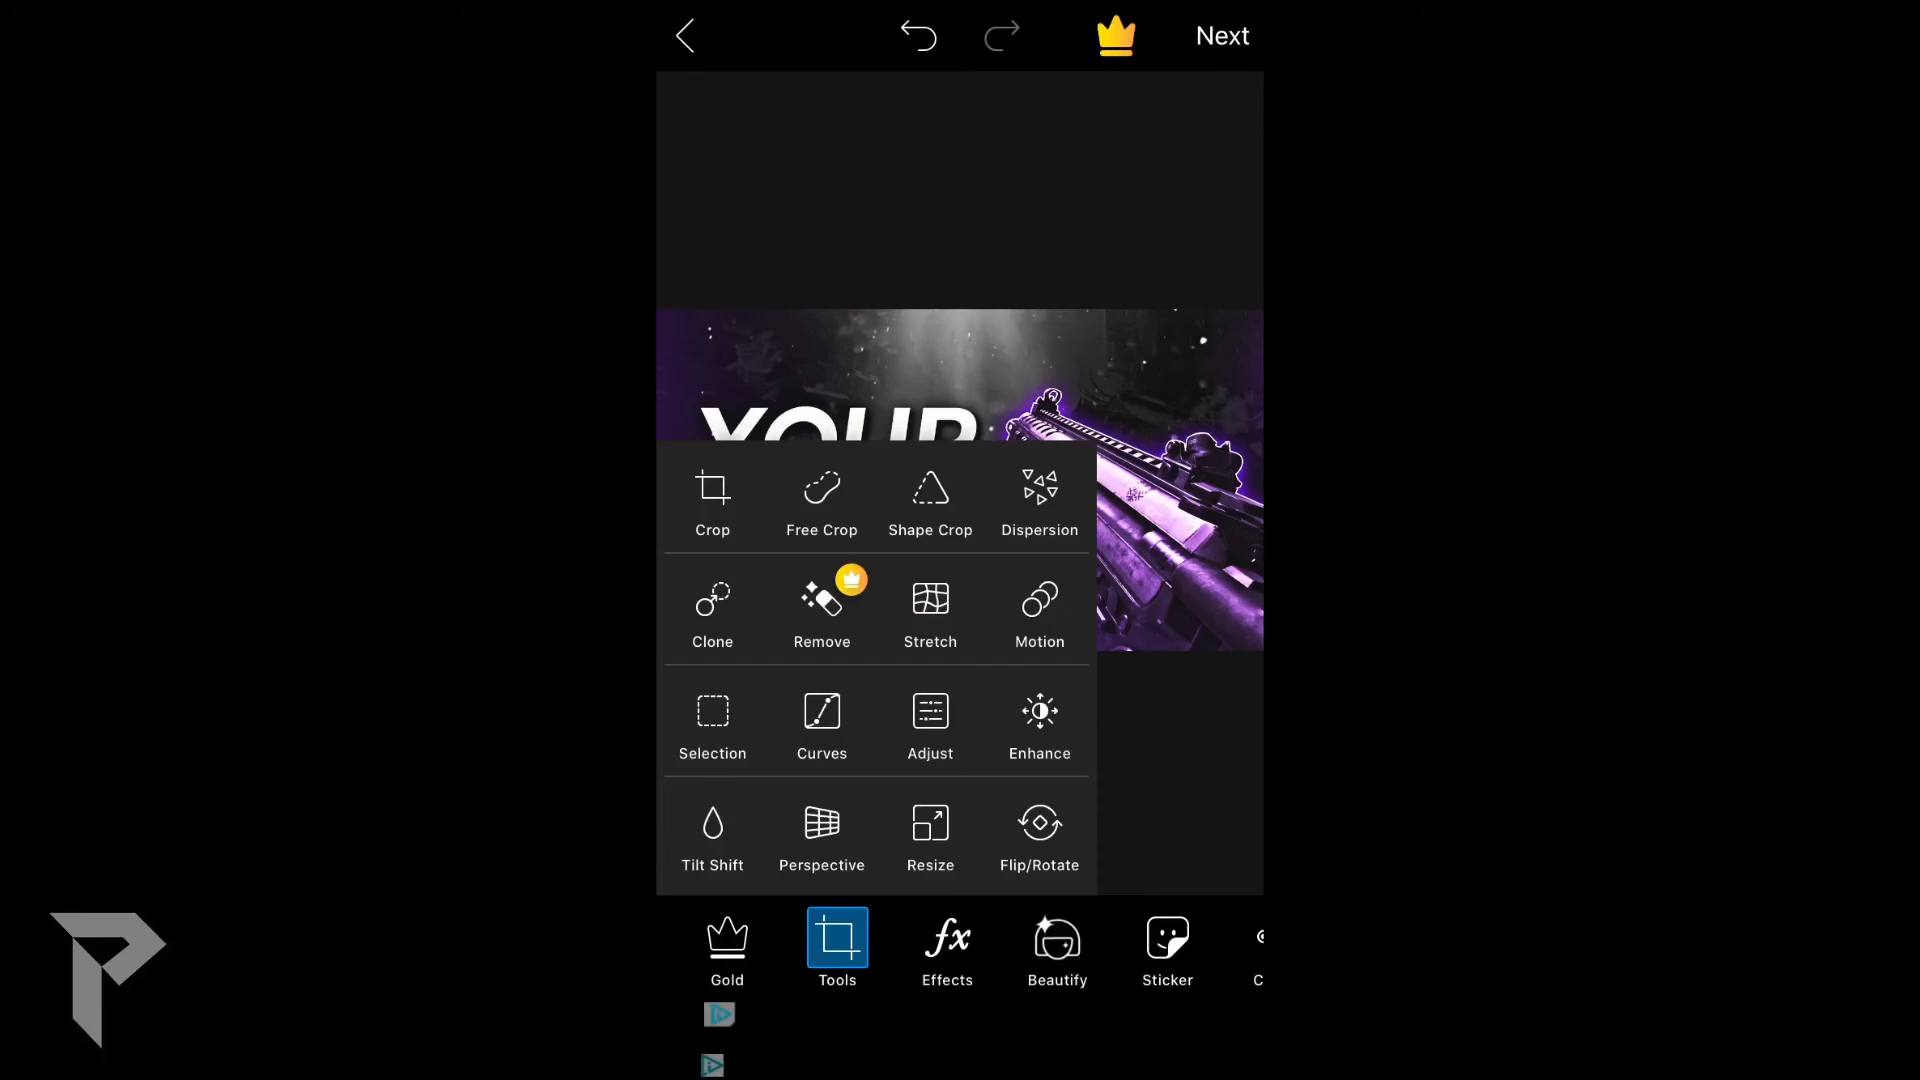 Next
YOUR
Crop Free Crop Shape Crop Dispersion
Clone Remove Stretch Motion
Selection Curves Adjust Enhance
Tilt Shift Perspective Resize Flip/Rotate
Gold Tools Effects Beautify Sticker C